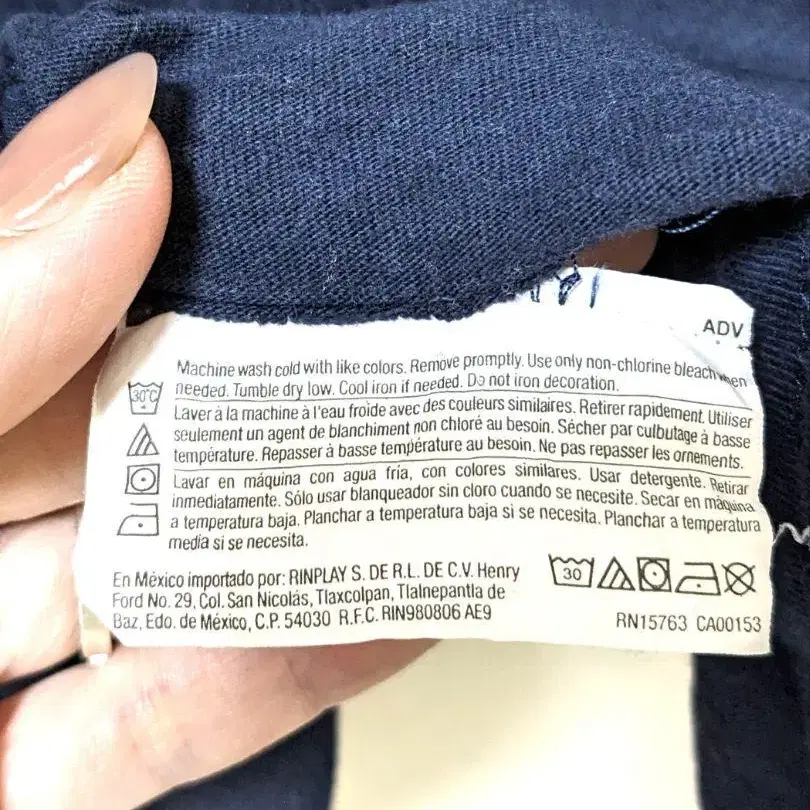 ADV
Machine wash cold with like colors. Remove promptly. Use only non-chlorine bleach when
needed. Tumble dry low. Cool iron if needed. Do not iron decoration.
30°C
Laver à la machine à l'eau froide avec des couleurs similaires. Retirer rapidement. Utiliser
seulement un agent de blanchiment non chloré au besoin. Sécher par culbutage à basse
température. Repasser à basse température au besoin. Ne pas repasser les ornements.
Lavar en máquina con agua fría, con colores similares. Usar detergente. Retirar
inmediatamente. Sólo usar blanqueador sin cloro cuando se necesite. Secar en máquina
a temperatura baja. Planchar a temperatura baja si se necesita. Planchar a temperatura
media si se necesita.
En México importado por: RINPLAY S. DE R.L. DE C.V. Henry
Ford No. 29, Col. San Nicolás, Tlaxcolpan, Tlalnepantla de
Baz, Edo. de México, C.P. 54030 R.F.C. RIN980806 AE9
30
RN15763 CA00153